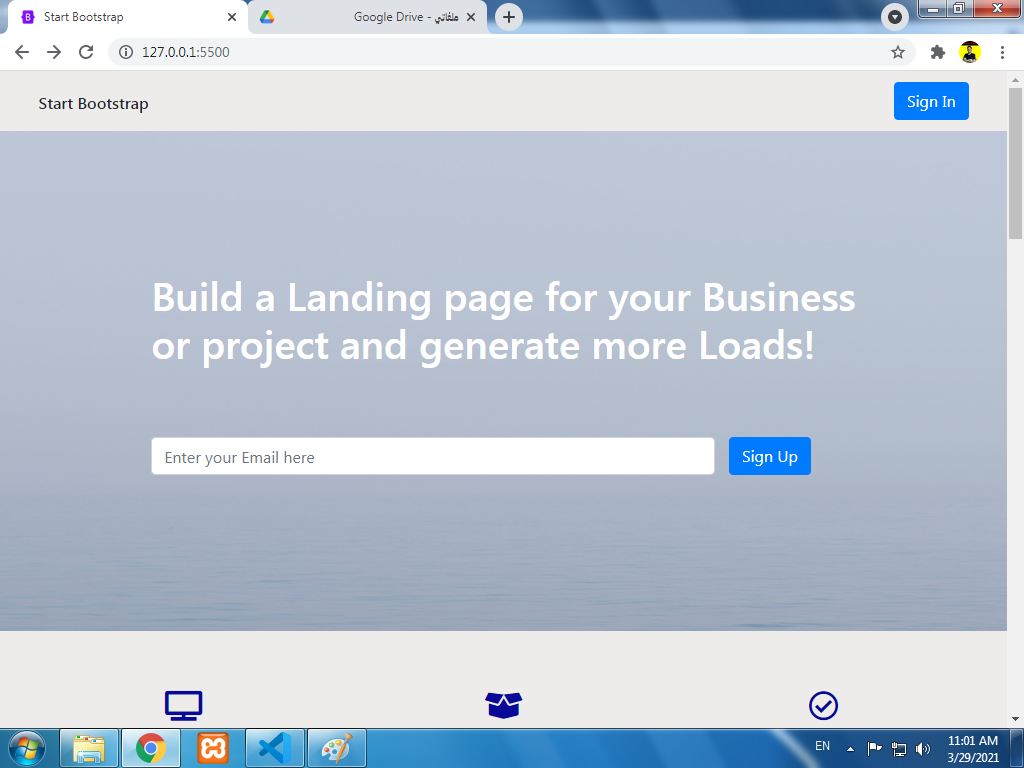 Start Bootstrap
Google Drive - ملفاتي
127.0.0.1:5500
Start Bootstrap
Sign In
Build a Landing page for your Business
or project and generate more Loads!
Enter your Email here
Sign Up
EN
11:01 AM
3/29/2021